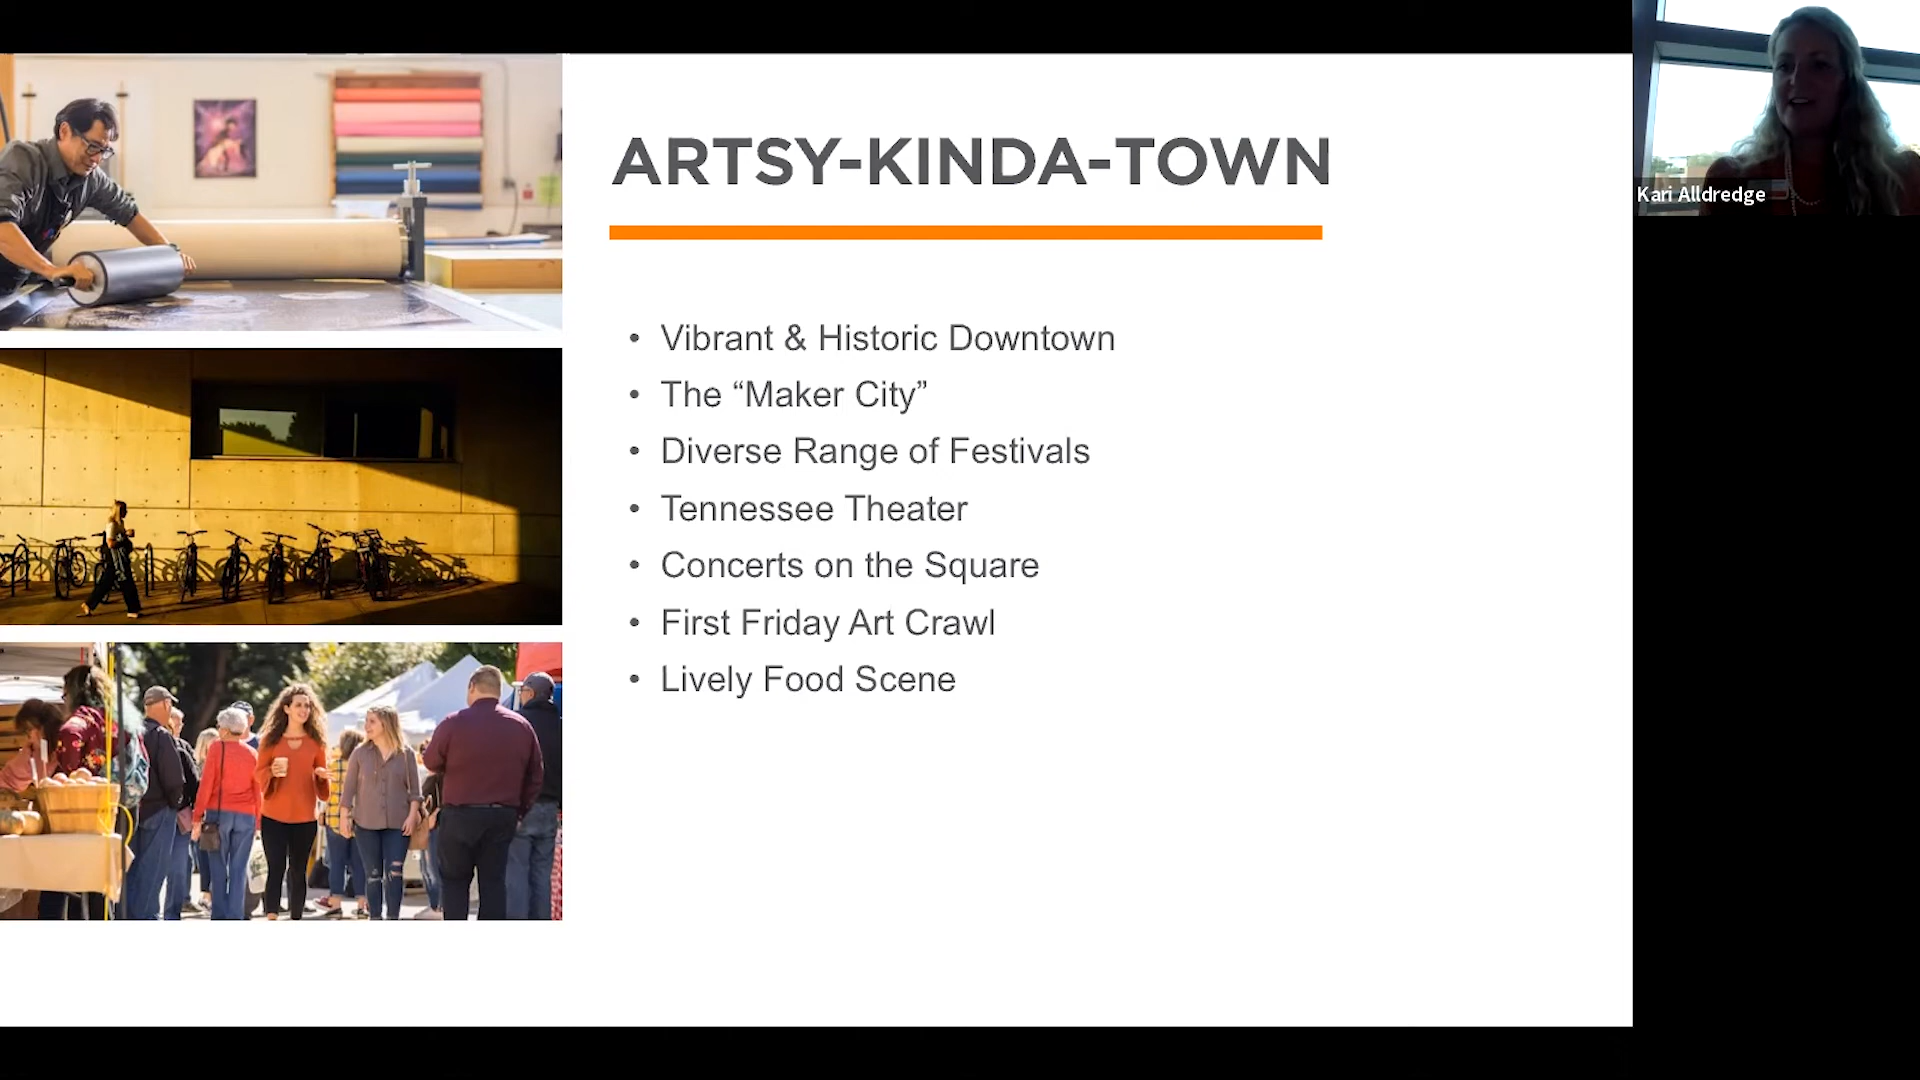 ARTSY-KINDA-TOWN
• Vibrant & Historic Downtown
• The “Maker City”
• Diverse Range of Festivals
• Tennessee Theater
• Concerts on the Square
• First Friday Art Crawl
• Lively Food Scene
Kari Alldredge